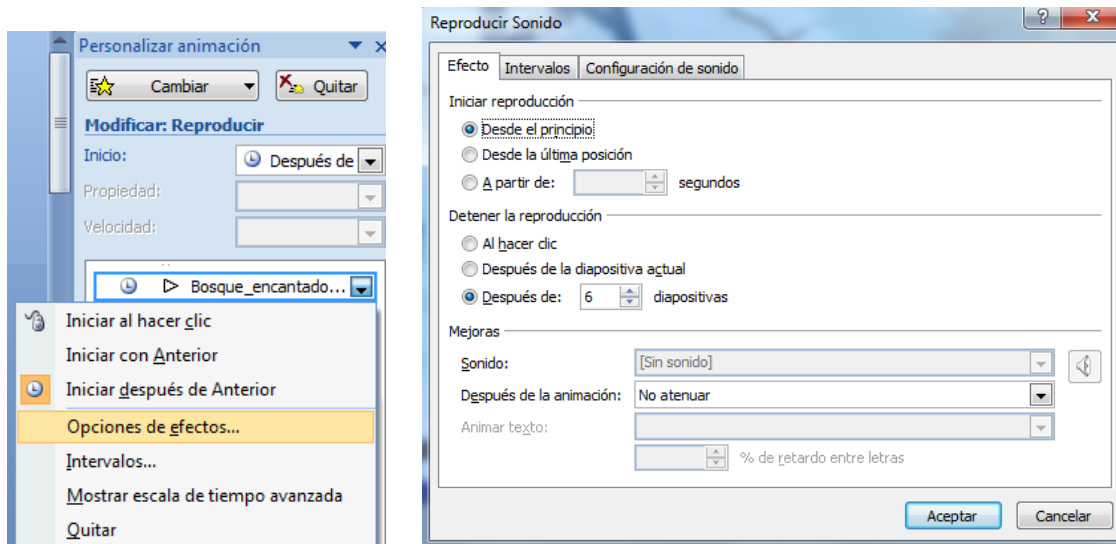 Personalizar animación
Cambiar
Quitar
Modificar: Reproducir
Inicio:
Después de
Propiedad:
Velocidad:
Bosque_encantado...
Iniciar al hacer clic
Iniciar con Anterior
Iniciar después de Anterior
Opciones de efectos...
Intervalos...
Mostrar escala de tiempo avanzada
Quitar
Reproducir Sonido
Efecto Intervalos Configuración de sonido
Iniciar reproducción
Desde el principio
Desde la última posición
A partir de: segundos
Detener la reproducción
Al hacer clic
Después de la diapositiva actual
Después de: 6 diapositivas
Mejoras
Sonido: [Sin sonido]
Después de la animación: No atenuar
Animar texto:
% de retardo entre letras
Aceptar Cancelar